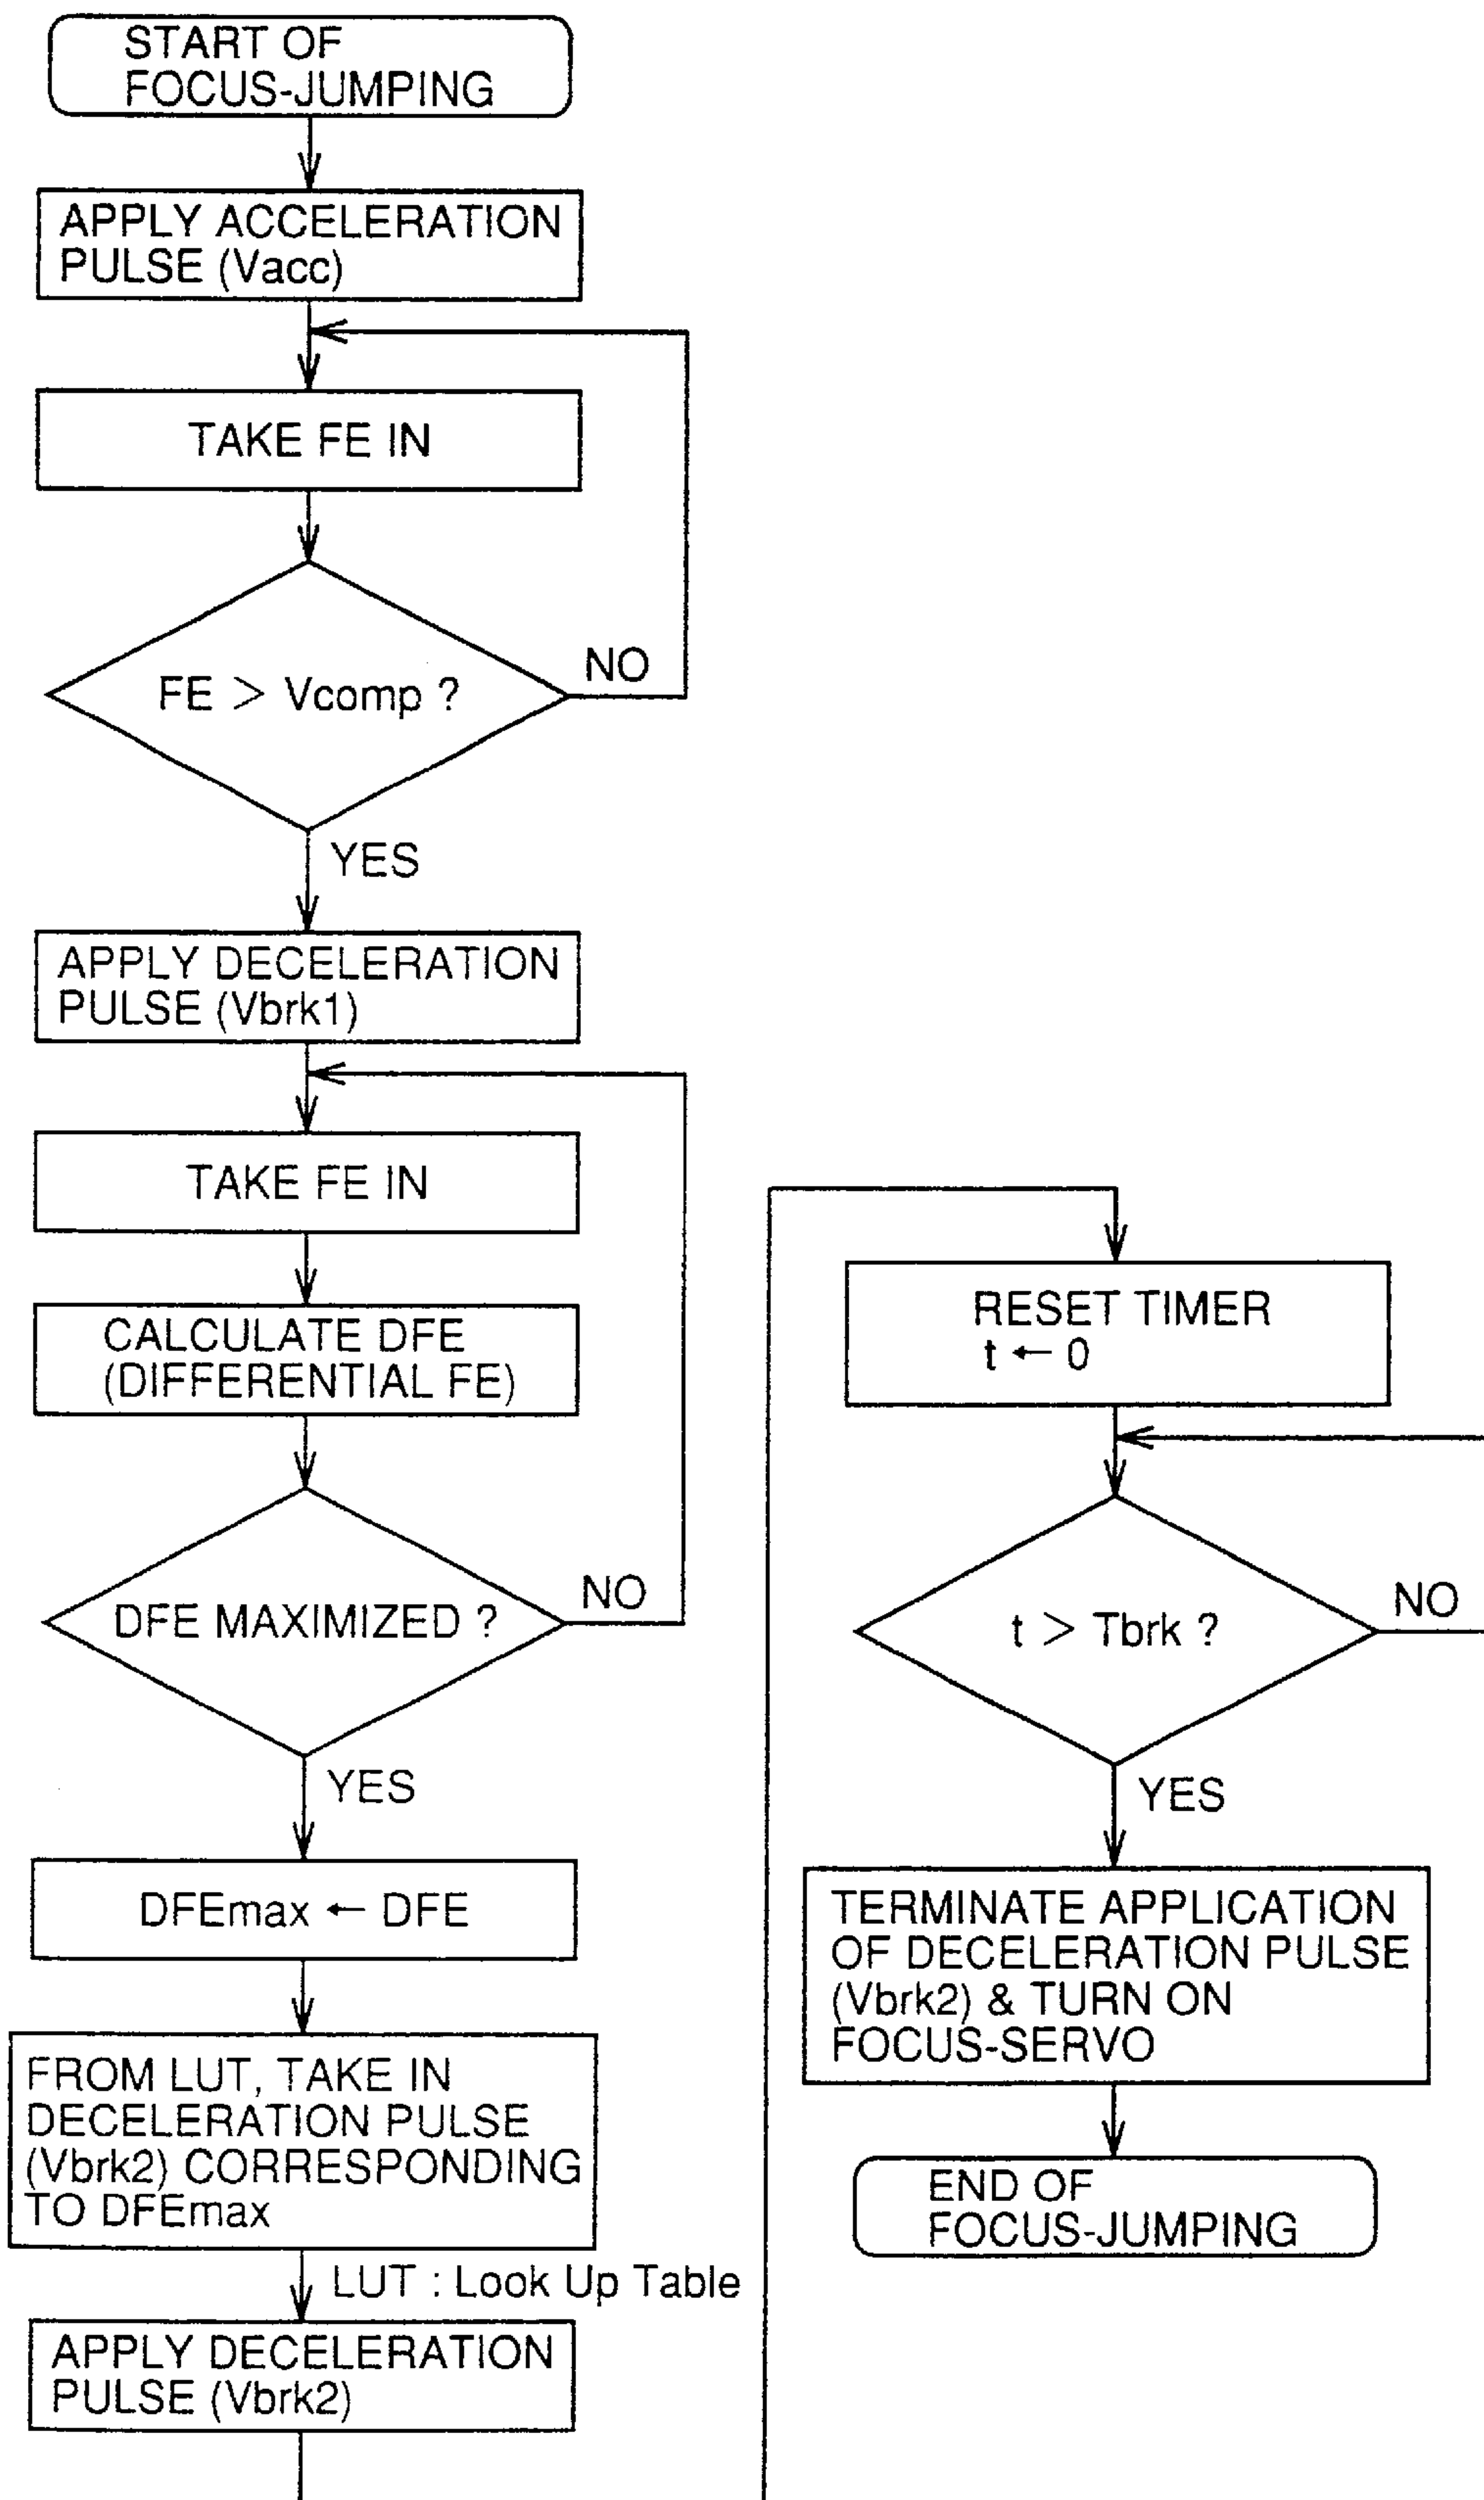 START OF
FOCUS-JUMPING
APPLY ACCELERATION
PULSE (Vacc)
TAKE FE IN
FE > Vcomp ?
NO
YES
APPLY DECELERATION
PULSE (Vbrk1)
TAKE FE IN
CALCULATE DFE
(DIFFERENTIAL FE)
DFE MAXIMIZED ?
NO
YES
DFEmax ← DFE
FROM LUT, TAKE IN
DECELERATION PULSE
(Vbrk2) CORRESPONDING
TO DFEmax
LUT : Look Up Table
APPLY DECELERATION
PULSE (Vbrk2)
RESET TIMER
t ← 0
t > Tbrk ?
NO
YES
TERMINATE APPLICATION
OF DECELERATION PULSE
(Vbrk2) & TURN ON
FOCUS-SERVO
END OF
FOCUS-JUMPING